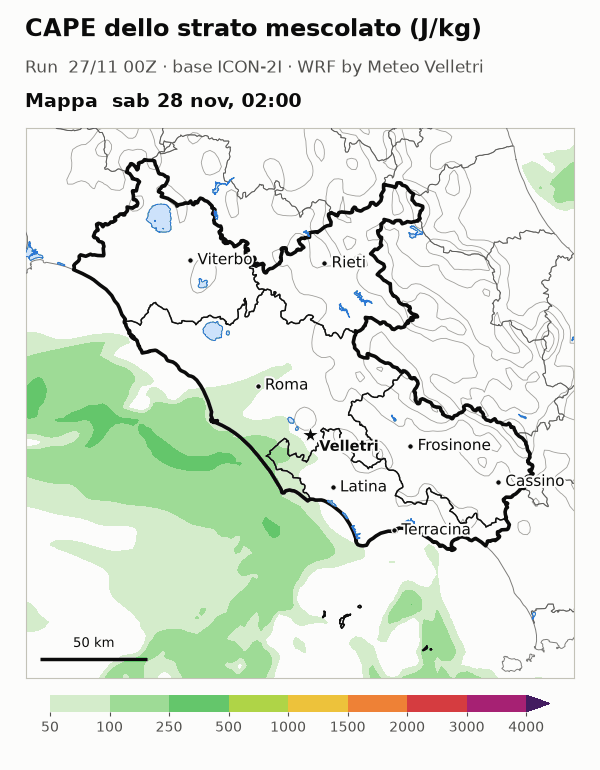 CAPE dello strato mescolato (J/kg)
Run 27/11 00Z · base ICON-2I · WRF by Meteo Velletri
Mappa sab 28 nov, 02:00
Viterbo
Rieti
Roma
Velletri
Frosinone
Cassino
Latina
Terracina
50 km
50 100 250 500 1000 1500 2000 3000 4000